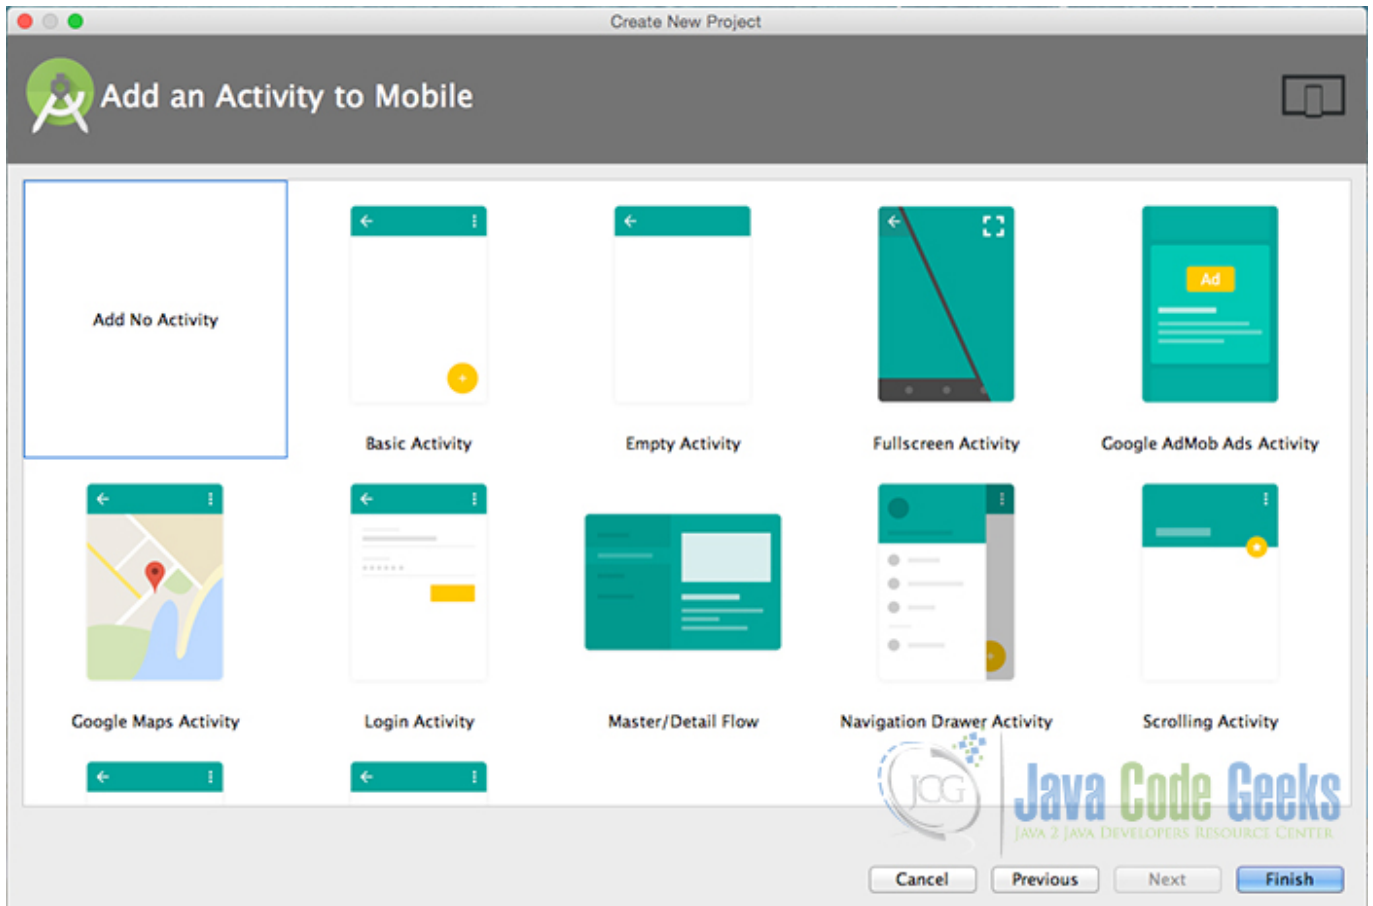 Create New Project
Add an Activity to Mobile
Add No Activity
Basic Activity
Empty Activity
Fullscreen Activity
Ad
Google AdMob Ads Activity
Google Maps Activity
Login Activity
Master/Detail Flow
Navigation Drawer Activity
Scrolling Activity
JCG
Java Code Geeks
JAVA 2 JAVA DEVELOPERS RESOURCE CENTER
Cancel
Previous
Next
Finish